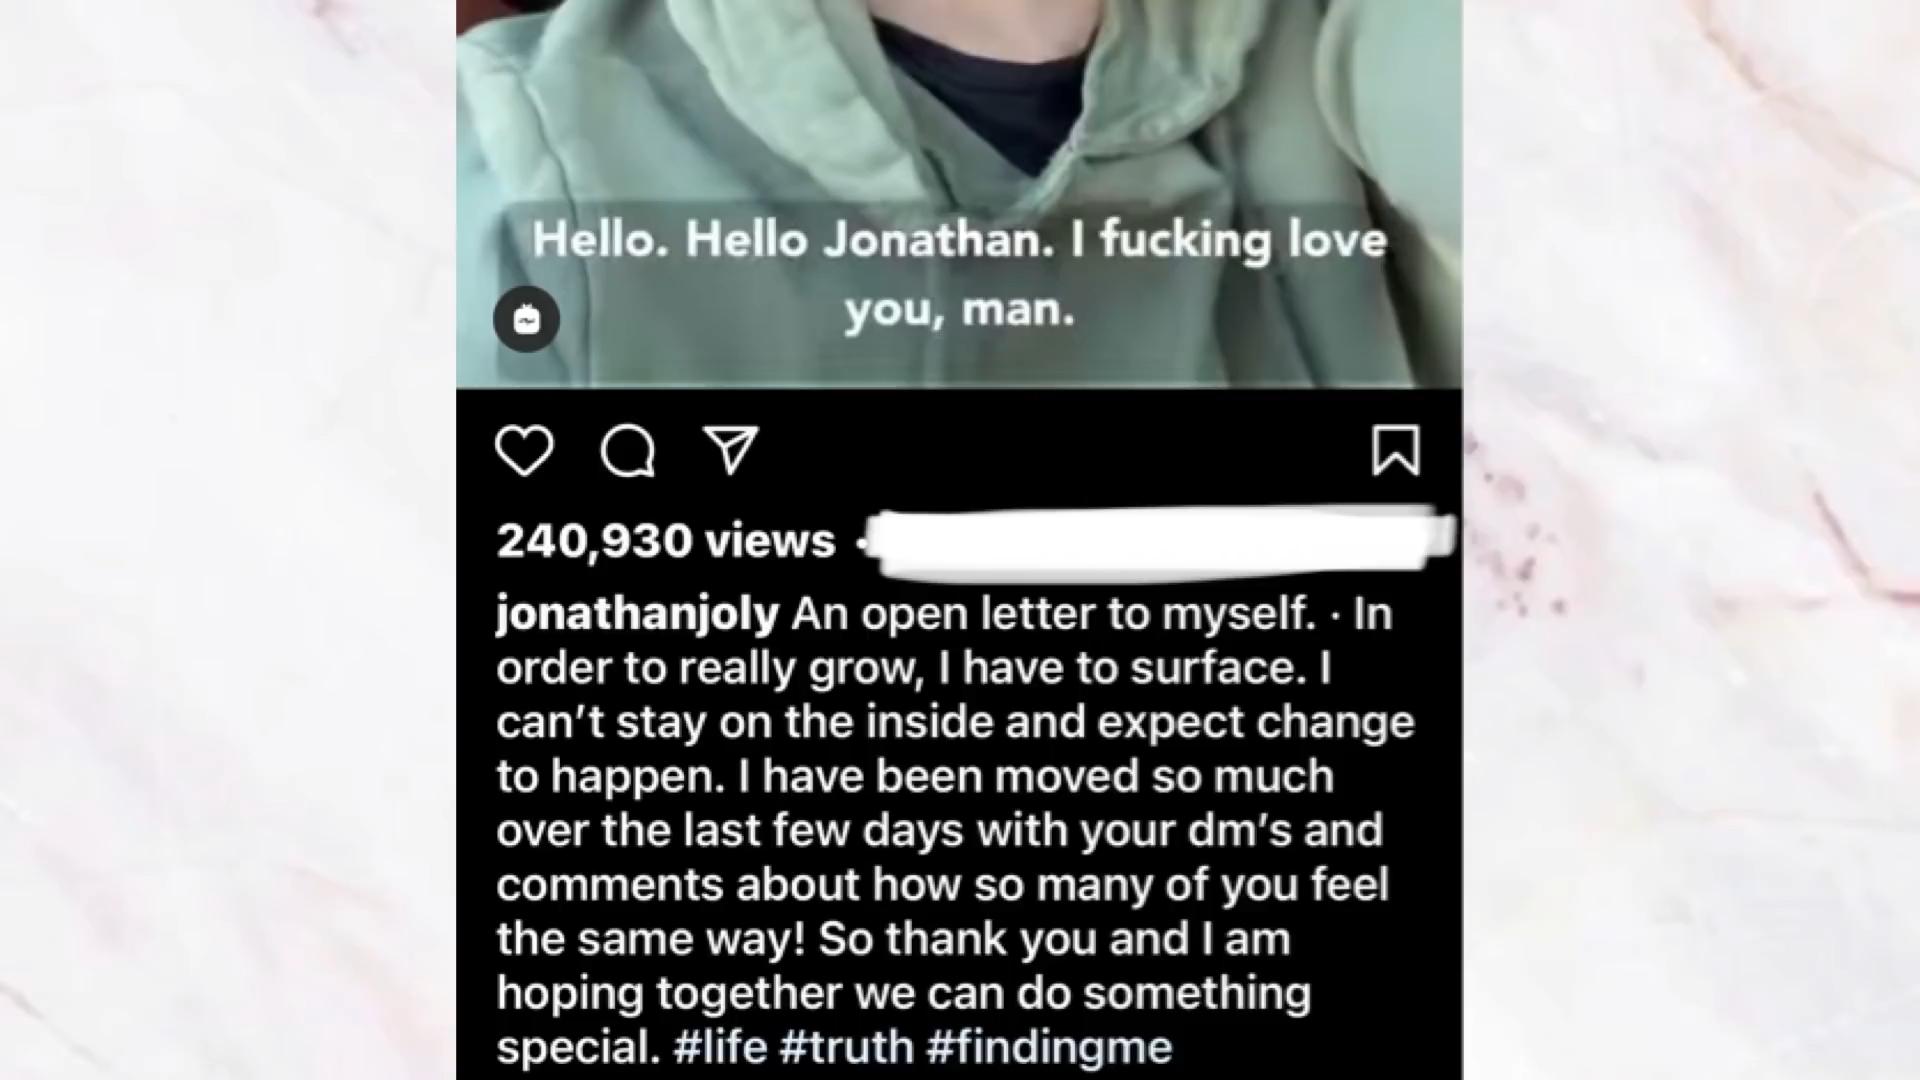 Hello. Hello Jonathan. I fucking love
you, man.
240,930 views •
jonathanjoly An open letter to myself. · In
order to really grow, I have to surface. I
can't stay on the inside and expect change
to happen. I have been moved so much
over the last few days with your dm's and
comments about how so many of you feel
the same way! So thank you and I am
hoping together we can do something
special. #life #truth #findingme